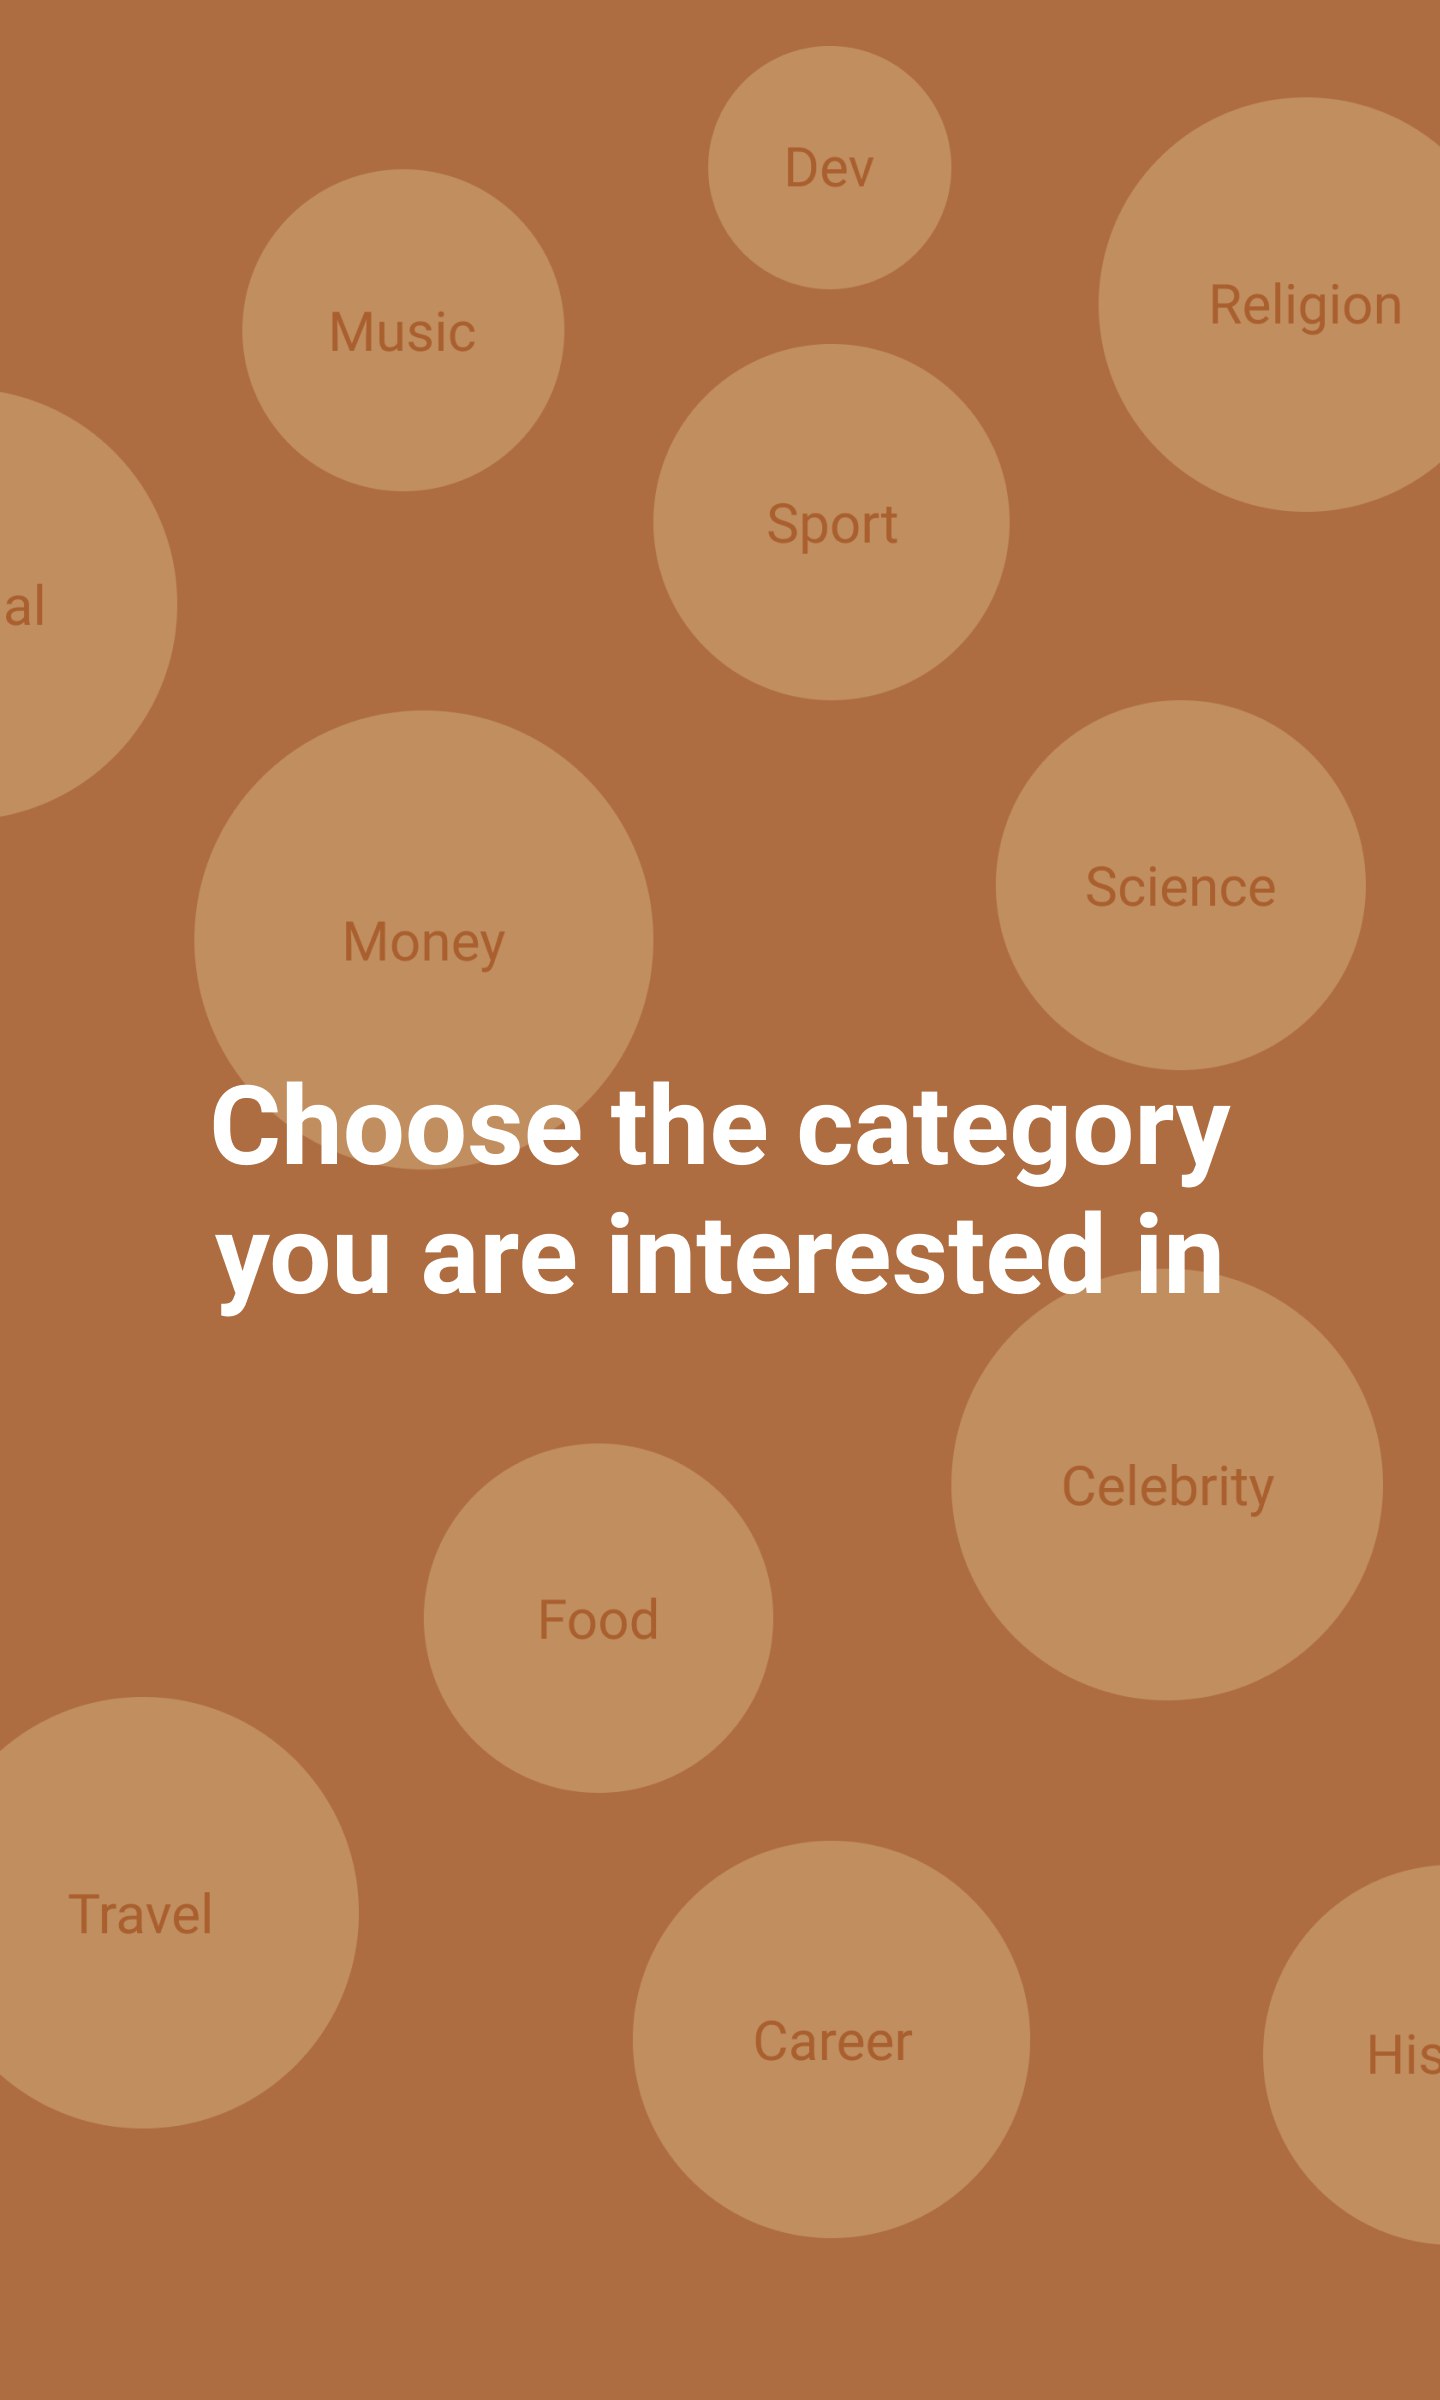 Dev
Religion
Music
Sport
al
Science
Money
Choose the category
you are interested in
Celebrity
Food
Travel
Career
His